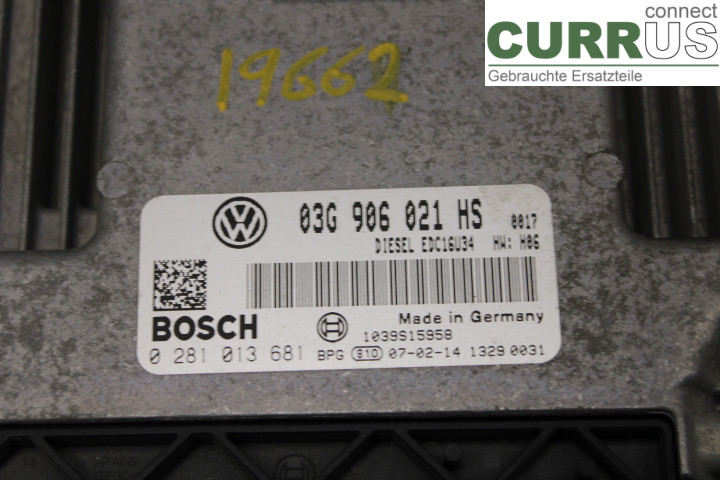 connect
CURRUS
Gebrauchte Ersatzteile
19662
03G 906 021 HS 0017
DIESEL EDC16U34 HW: H06
BOSCH
Made in Germany
1039S15958
0 281 013 681 BPG 810 07-02-14 1329 0031